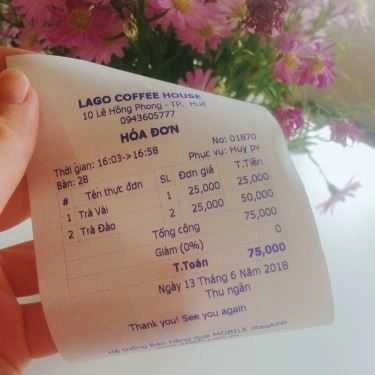 LAGO COFFEE HOUSE
10 Lê Hồng Phong - TP. Huế
0943605777
HÓA ĐƠN
No: 01870
Thời gian: 16:03->16:58
Phục vụ: Huy pv
Bàn: 2B
# Tên thực đơn SL Đơn giá T.Tiền
1 Trà Vải 1 25,000 25,000
2 Trà Đào 2 25,000 50,000
Tổng cộng 75,000
Giảm (0%) 0
T.Toán 75,000
Ngày 13 Tháng 6 Năm 2018
Thu ngân
Thank you! See you again